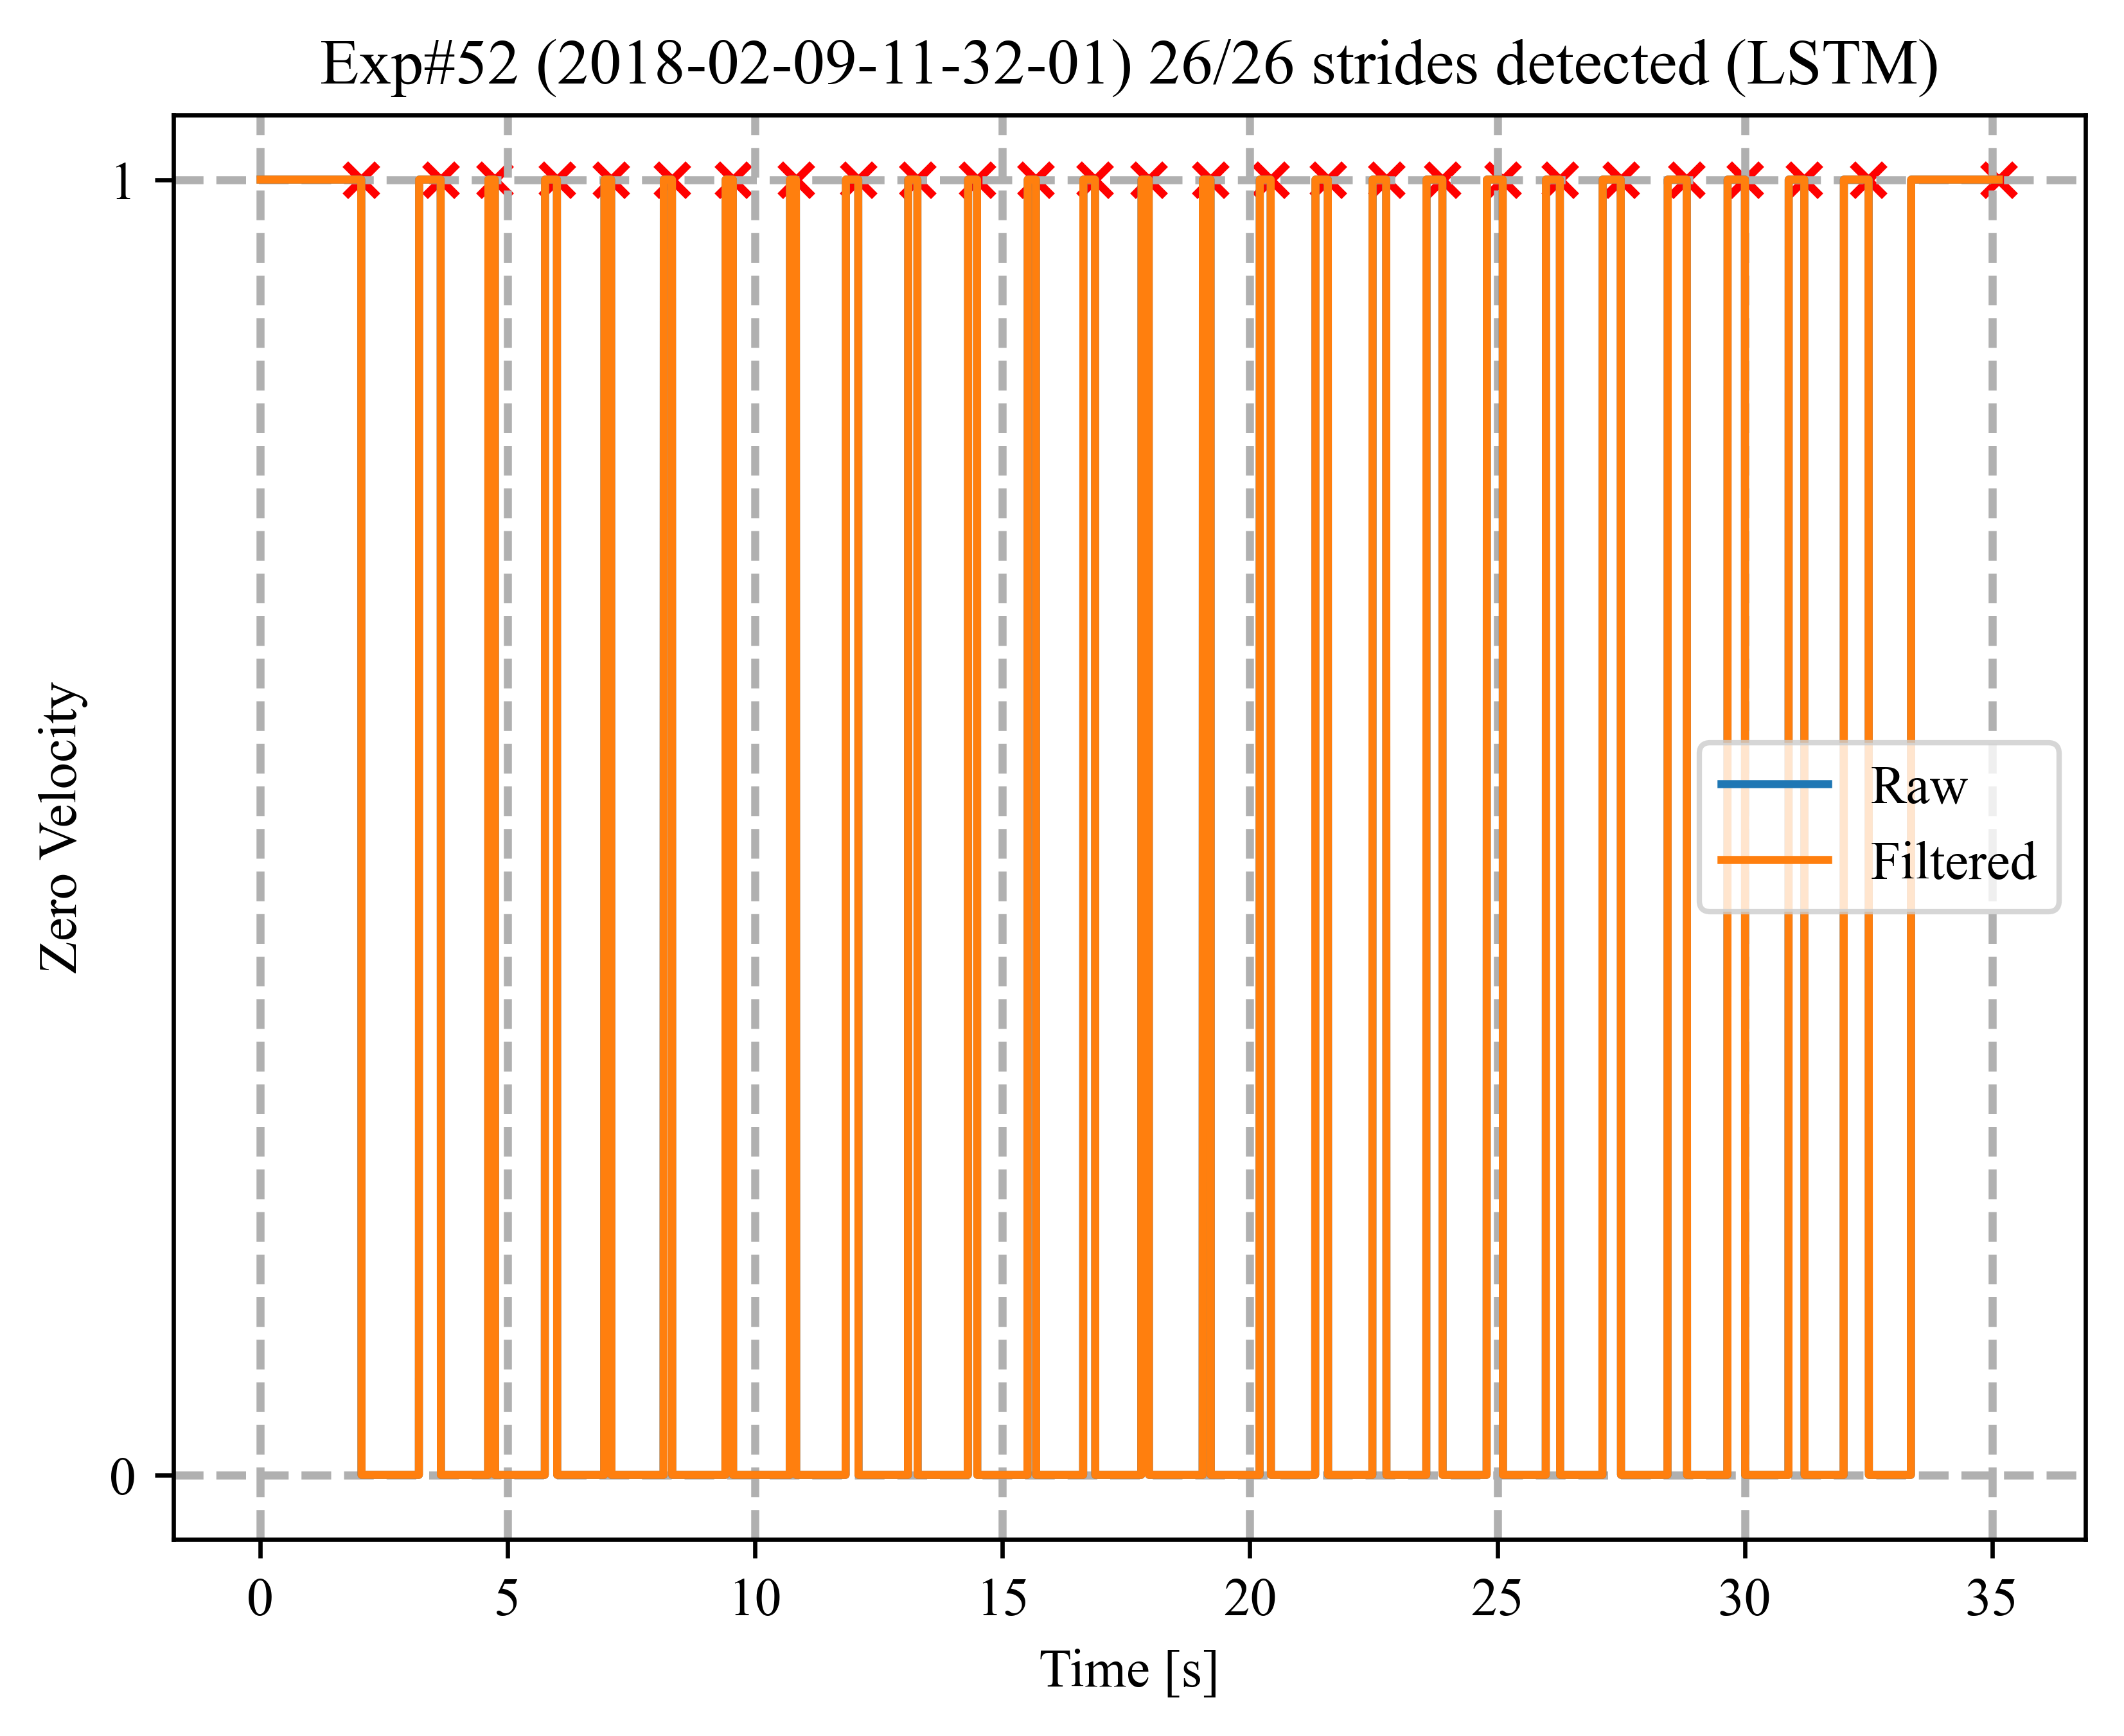 Exp#52 (2018-02-09-11-32-01) 26/26 strides detected (LSTM)
1
Zero Velocity
Raw
Filtered
0
0 5 10 15 20 25 30 35
Time [s]